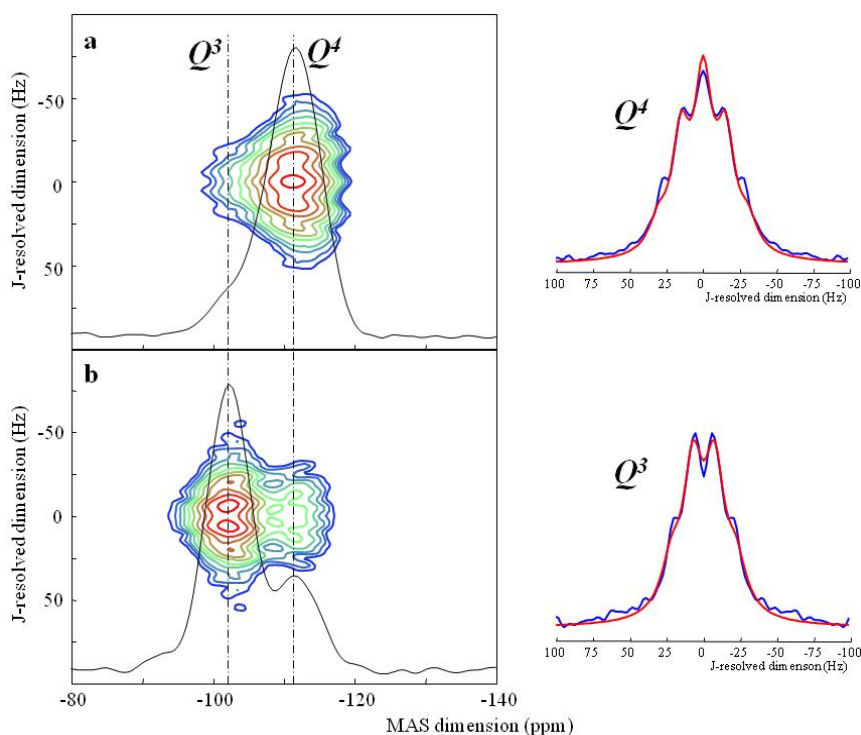 a
Q3
Q4
-50
0
50
J-resolved dimension (Hz)
Q4
100 75 50 25 0 -25 -50 -75 -100
J-resolved dimension (Hz)
b
-50
0
50
J-resolved dimension (Hz)
-80 -100 -120 -140
MAS dimension (ppm)
Q3
100 75 50 25 0 -25 -50 -75 -100
J-resolved dimenson (Hz)